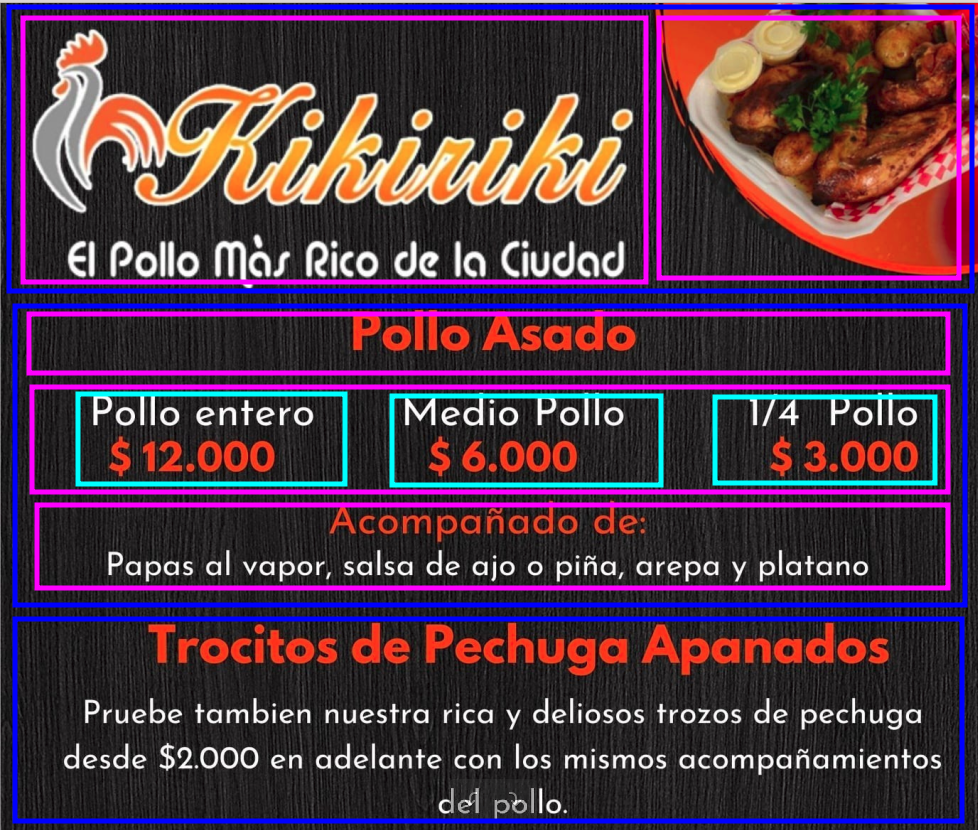 Kikiriki
El Pollo Màs Rico de la Ciudad
Pollo Asado
Pollo entero
$ 12.000
Medio Pollo
$ 6.000
1/4 Pollo
$ 3.000
Acompañado de:
Papas al vapor, salsa de ajo o piña, arepa y platano
Trocitos de Pechuga Apanados
Pruebe tambien nuestra rica y deliosos trozos de pechuga
desde $2.000 en adelante con los mismos acompañamientos
del pollo.